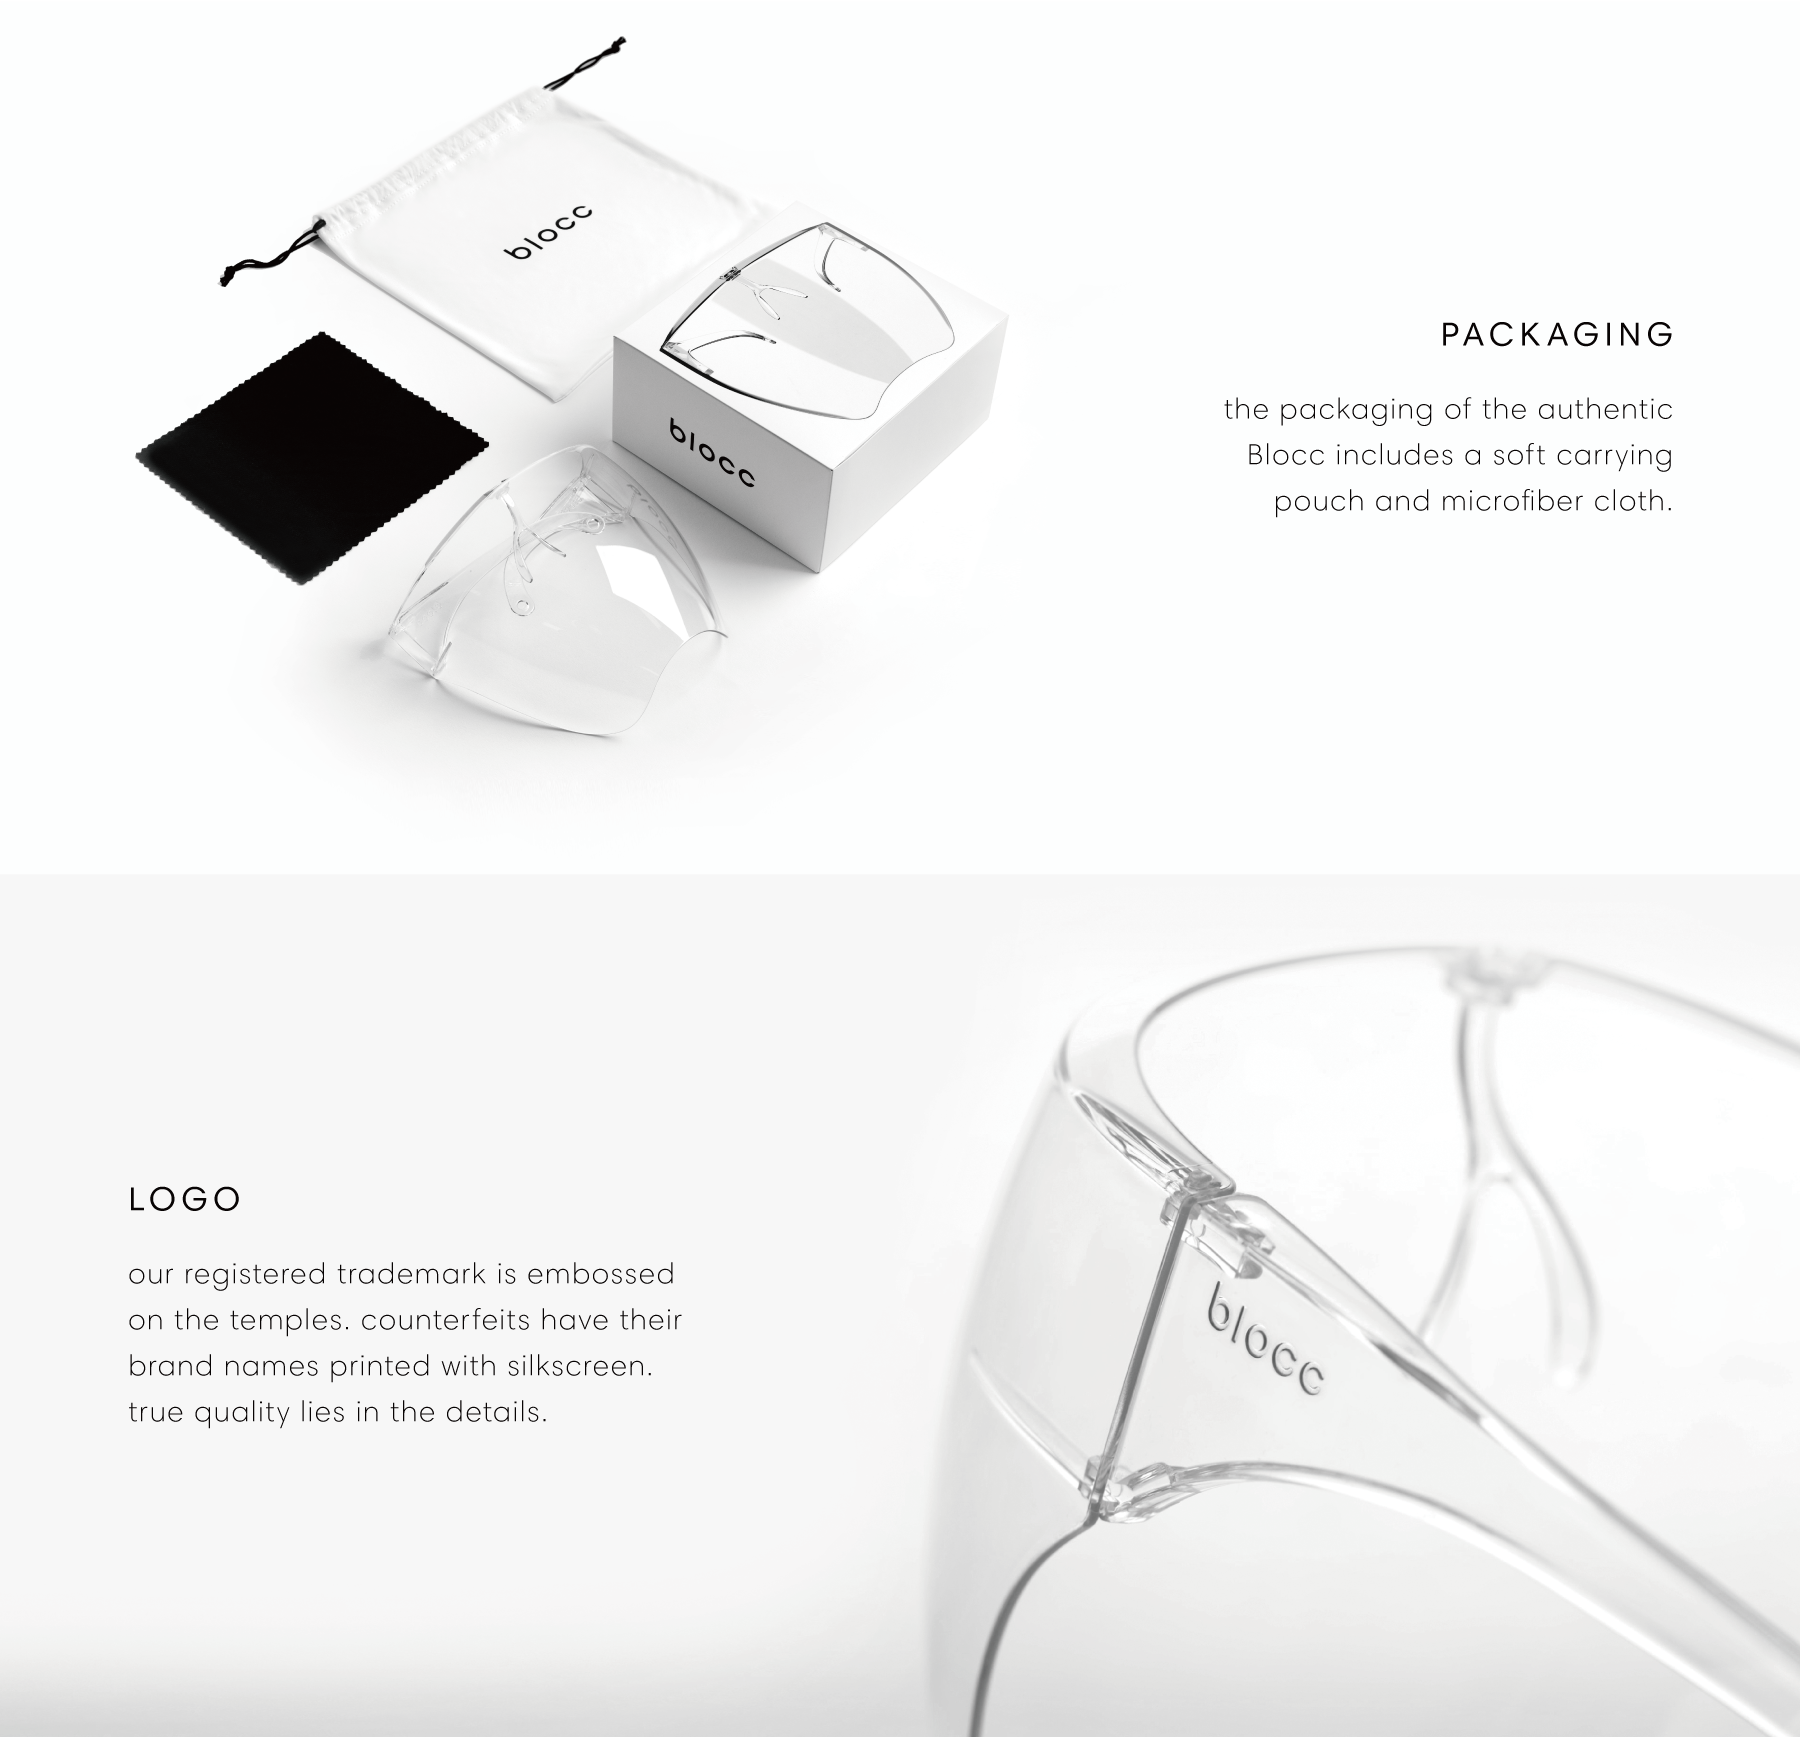 blocc
blocc
PACKAGING
the packaging of the authentic
Blocc includes a soft carrying
pouch and microfiber cloth.
LOGO
our registered trademark is embossed
on the temples. counterfeits have their
brand names printed with silkscreen.
true quality lies in the details.
blocc